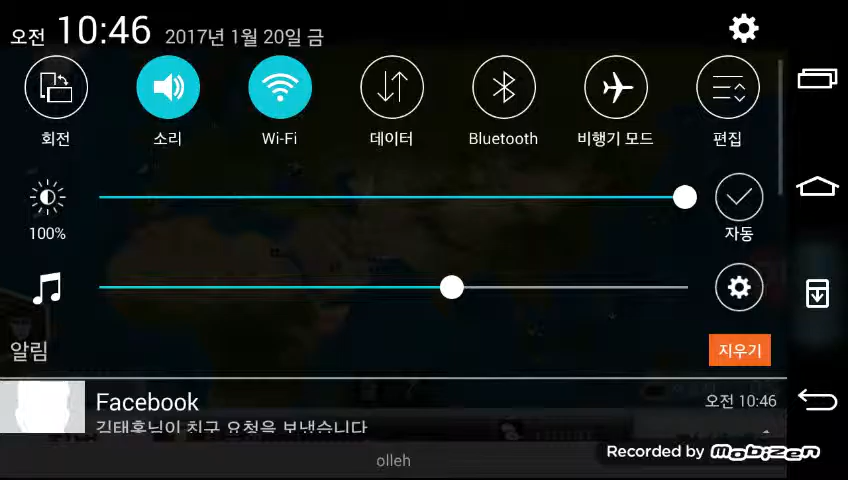 오전 10:46 2017년 1월 20일 금
회전 소리 Wi-Fi 데이터 Bluetooth 비행기 모드 편집
100% 자동
알림 지우기
Facebook 오전 10:46
님이 친구 요청을 보냈습니다
olleh
Recorded by Mobizen